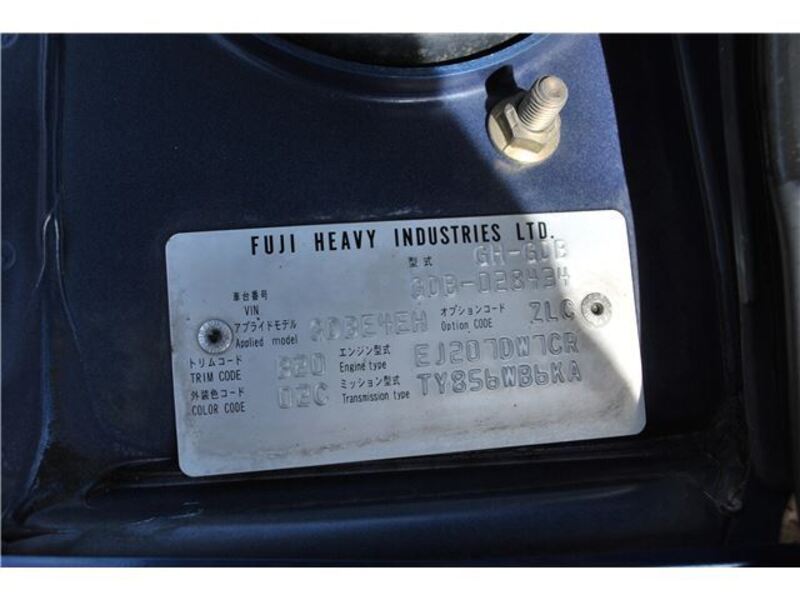 FUJI HEAVY INDUSTRIES LTD.
型式 GH-GDB
車台番号 VIN GDB-028434
アプライドモデル Applied model GDBE4EH オプションコード Option CODE ZLC
トリムコード TRIM CODE 820 エンジン型式 Engine type EJ207DW7CR
外装色コード COLOR CODE 02C ミッション型式 Transmission type TY856WB6KA